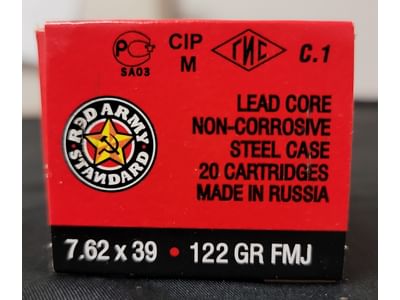 РС
SA03
CIP
M
ГИС
C.1
RED ARMY
STANDARD
LEAD CORE
NON-CORROSIVE
STEEL CASE
20 CARTRIDGES
MADE IN RUSSIA
7.62 x 39 • 122 GR FMJ